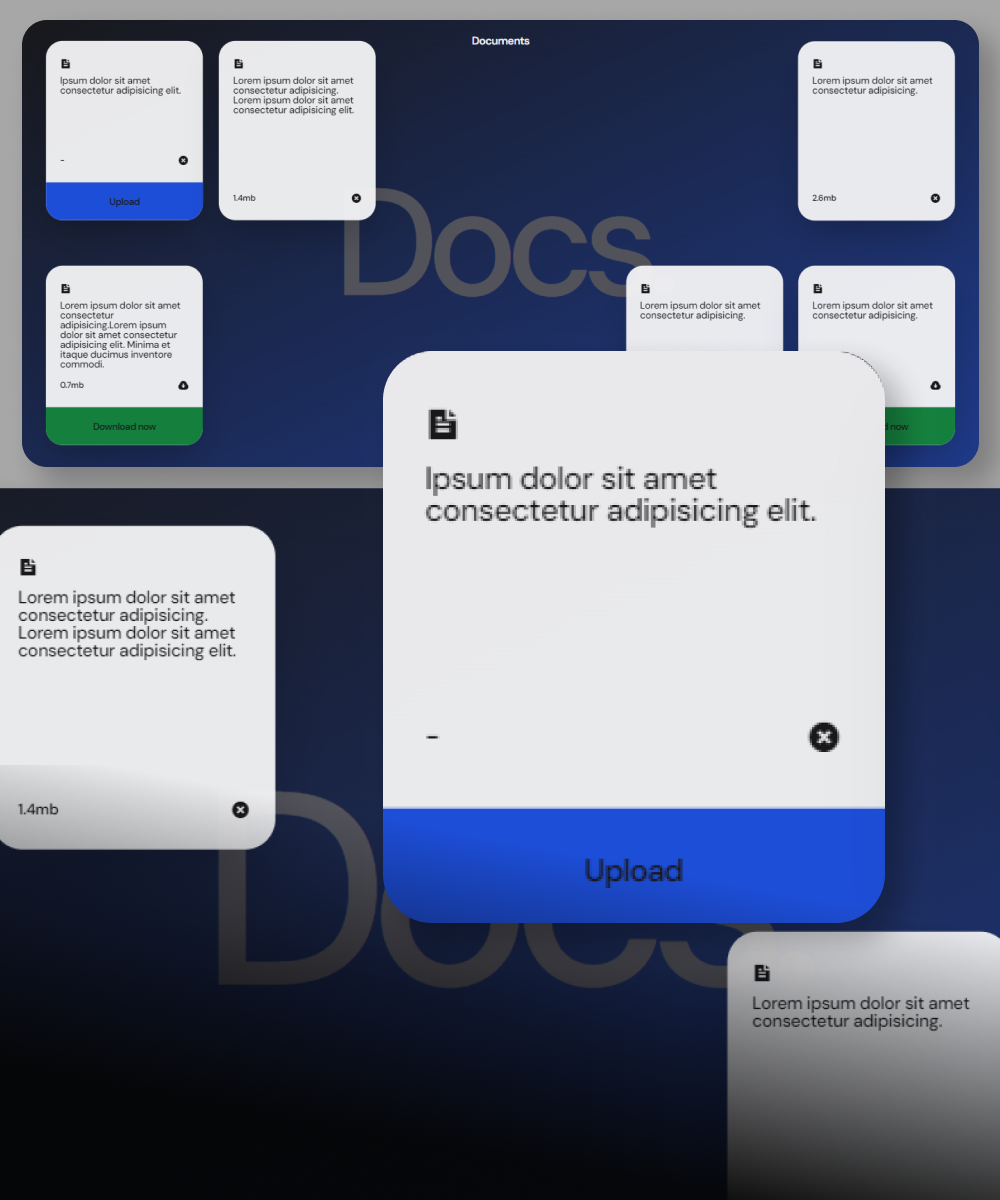 Documents
Ipsum dolor sit amet
consectetur adipisicing elit.
-
Upload
Lorem ipsum dolor sit amet
consectetur adipisicing.
Lorem ipsum dolor sit amet
consectetur adipisicing elit.
1.4mb
Lorem ipsum dolor sit amet
consectetur adipisicing.
2.6mb
Docs
Lorem ipsum dolor sit amet
consectetur
adipisicing.Lorem ipsum
dolor sit amet consectetur
adipisicing elit. Minima et
itaque ducimus inventore
commodi.
0.7mb
Download now
Lorem ipsum dolor sit amet
consectetur adipisicing.
Lorem ipsum dolor sit amet
consectetur adipisicing.
now
Ipsum dolor sit amet
consectetur adipisicing elit.
-
Upload
Lorem ipsum dolor sit amet
consectetur adipisicing.
Lorem ipsum dolor sit amet
consectetur adipisicing elit.
1.4mb
Docs
Lorem ipsum dolor sit amet
consectetur adipisicing.